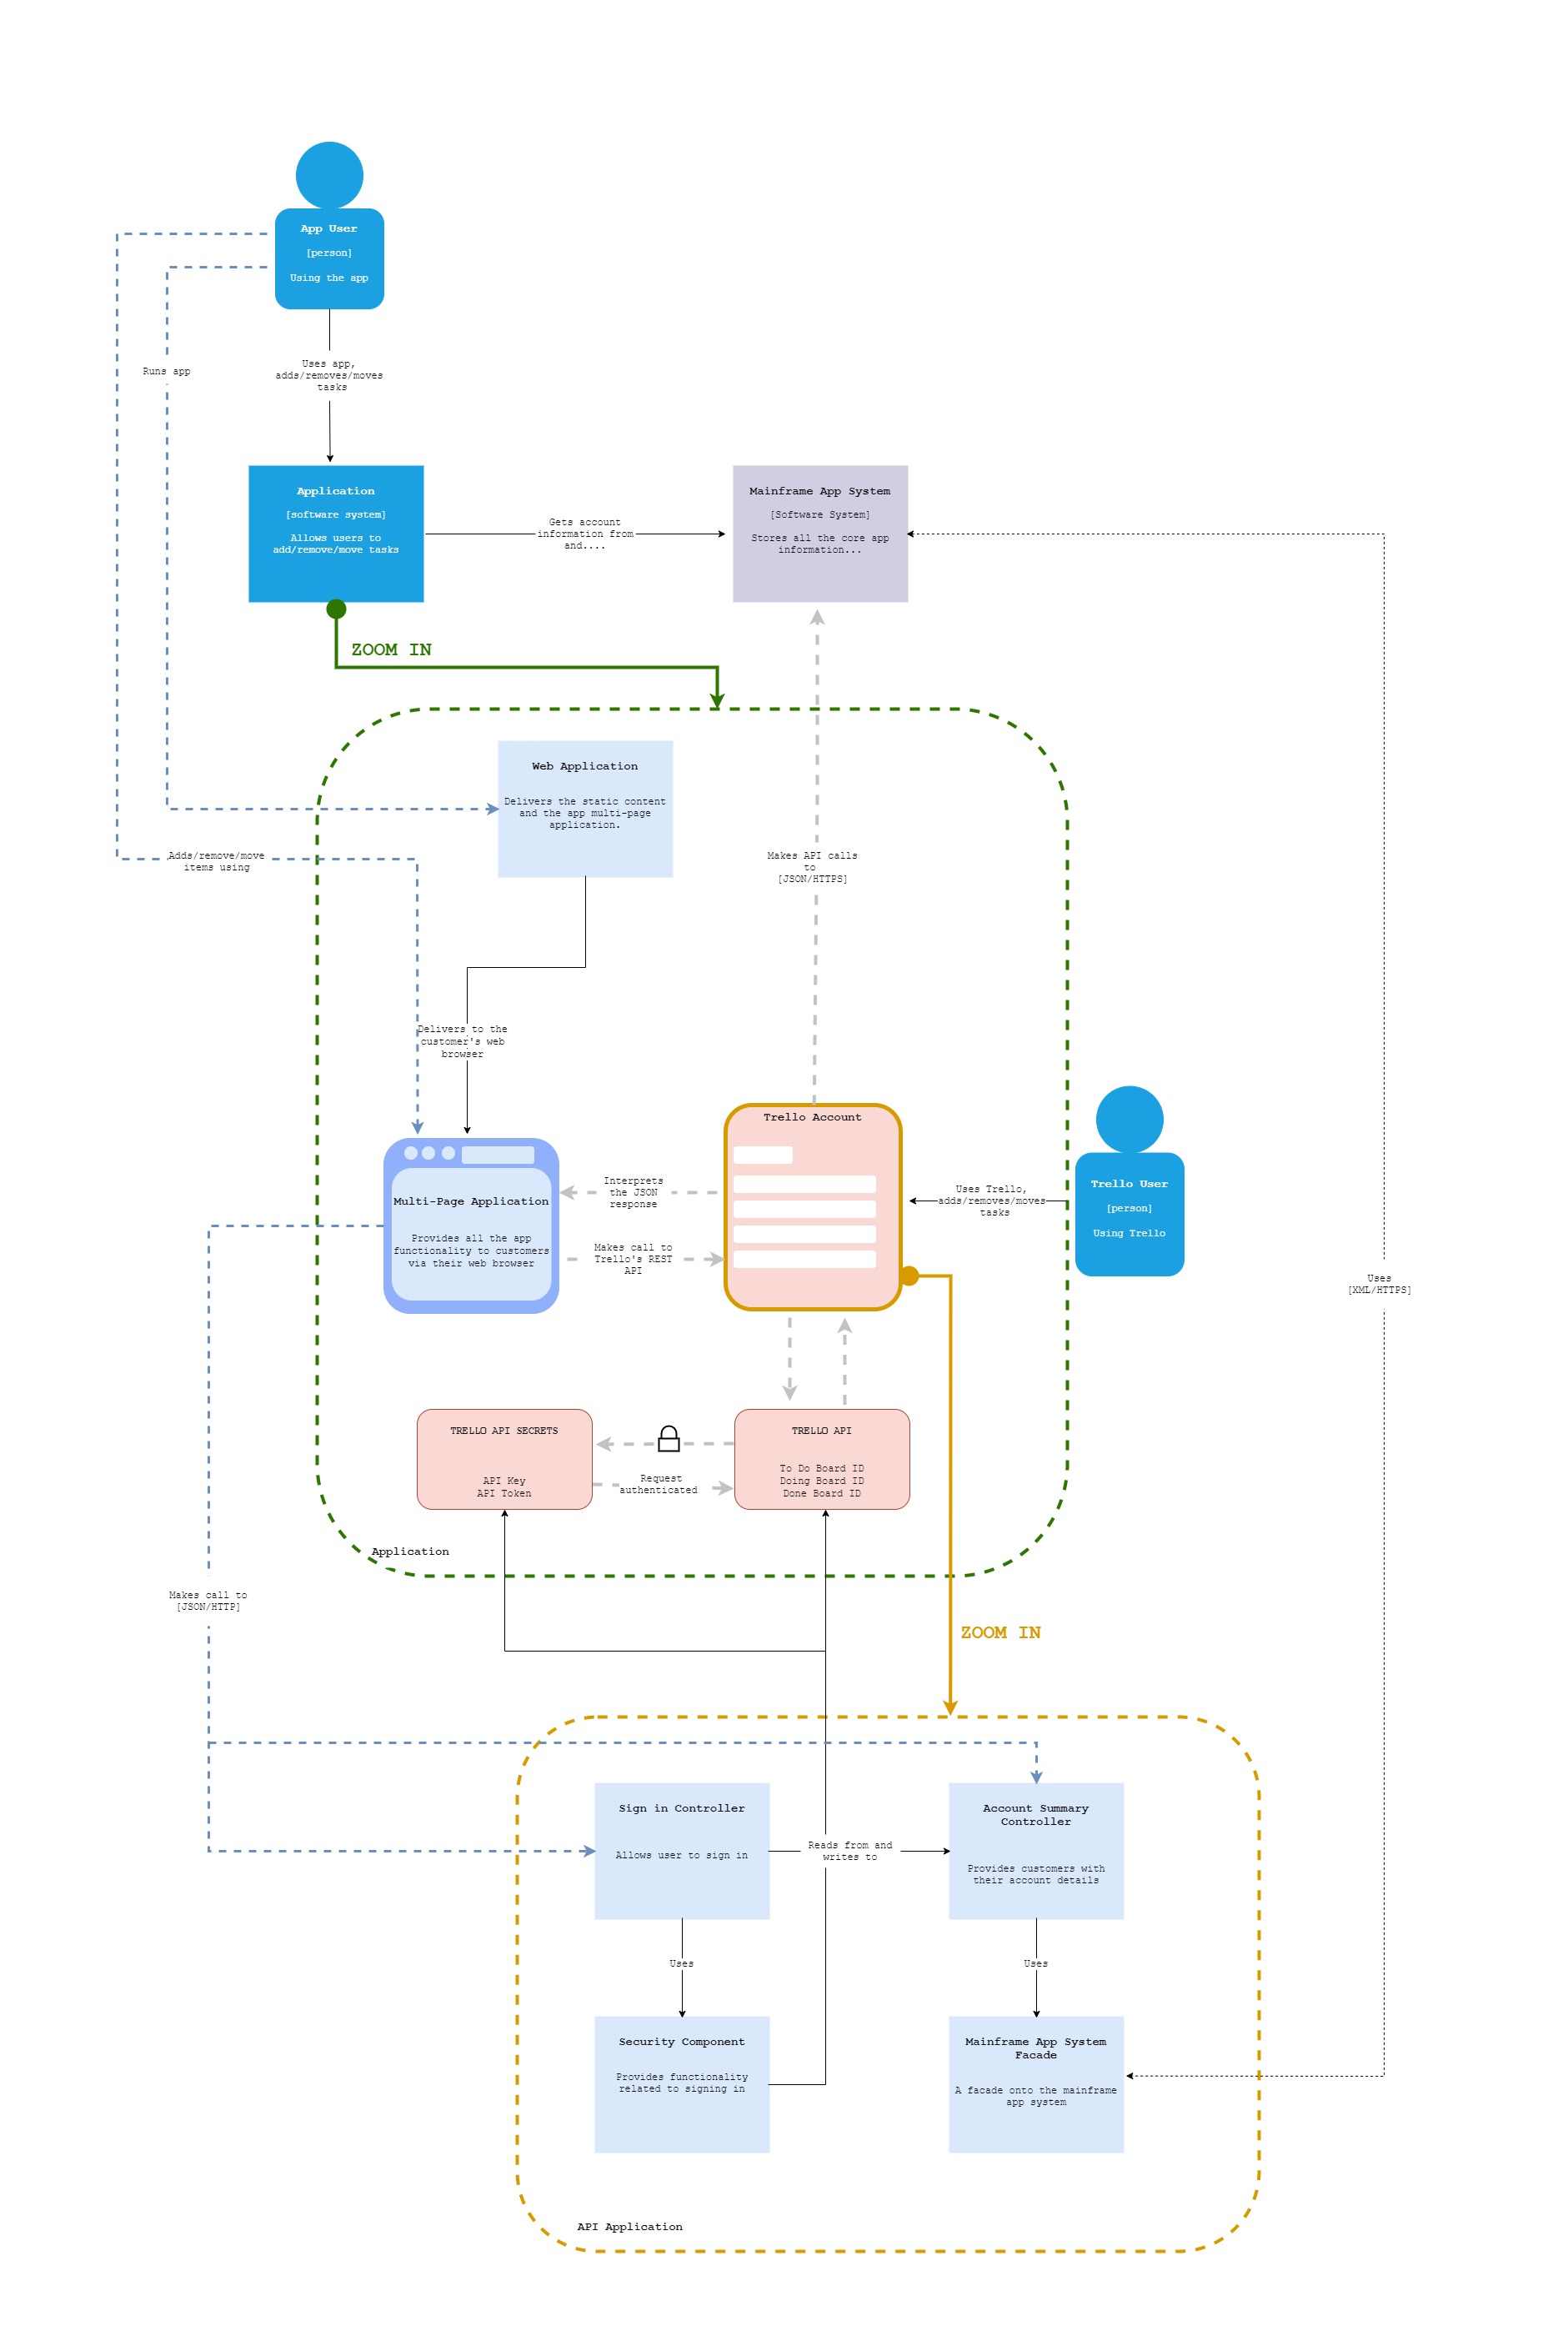 App User
[person]
Using the app
Runs app
Uses app,
adds/removes/moves
tasks
Application
[software system]
Allows users to
add/remove/move tasks
Gets account
information from
and....
Mainframe App System
[Software System]
Stores all the core app
information...
ZOOM IN
Web Application
Delivers the static content
and the app multi-page
application.
Adds/remove/move
items using
Makes API calls
to
[JSON/HTTPS]
Delivers to the
customer's web
browser
Trello Account
Multi-Page Application
Provides all the app
functionality to customers
via their web browser
Interprets
the JSON
response
Makes call to
Trello's REST
API
Uses Trello,
adds/removes/moves
tasks
Trello User
[person]
Using Trello
Uses
[XML/HTTPS]
TRELLO API SECRETS
API Key
API Token
Request
authenticated
TRELLO API
To Do Board ID
Doing Board ID
Done Board ID
Application
Makes call to
[JSON/HTTP]
ZOOM IN
Sign in Controller
Allows user to sign in
Reads from and
writes to
Account Summary
Controller
Provides customers with
their account details
Uses
Uses
Security Component
Provides functionality
related to signing in
Mainframe App System
Facade
A facade onto the mainframe
app system
API Application